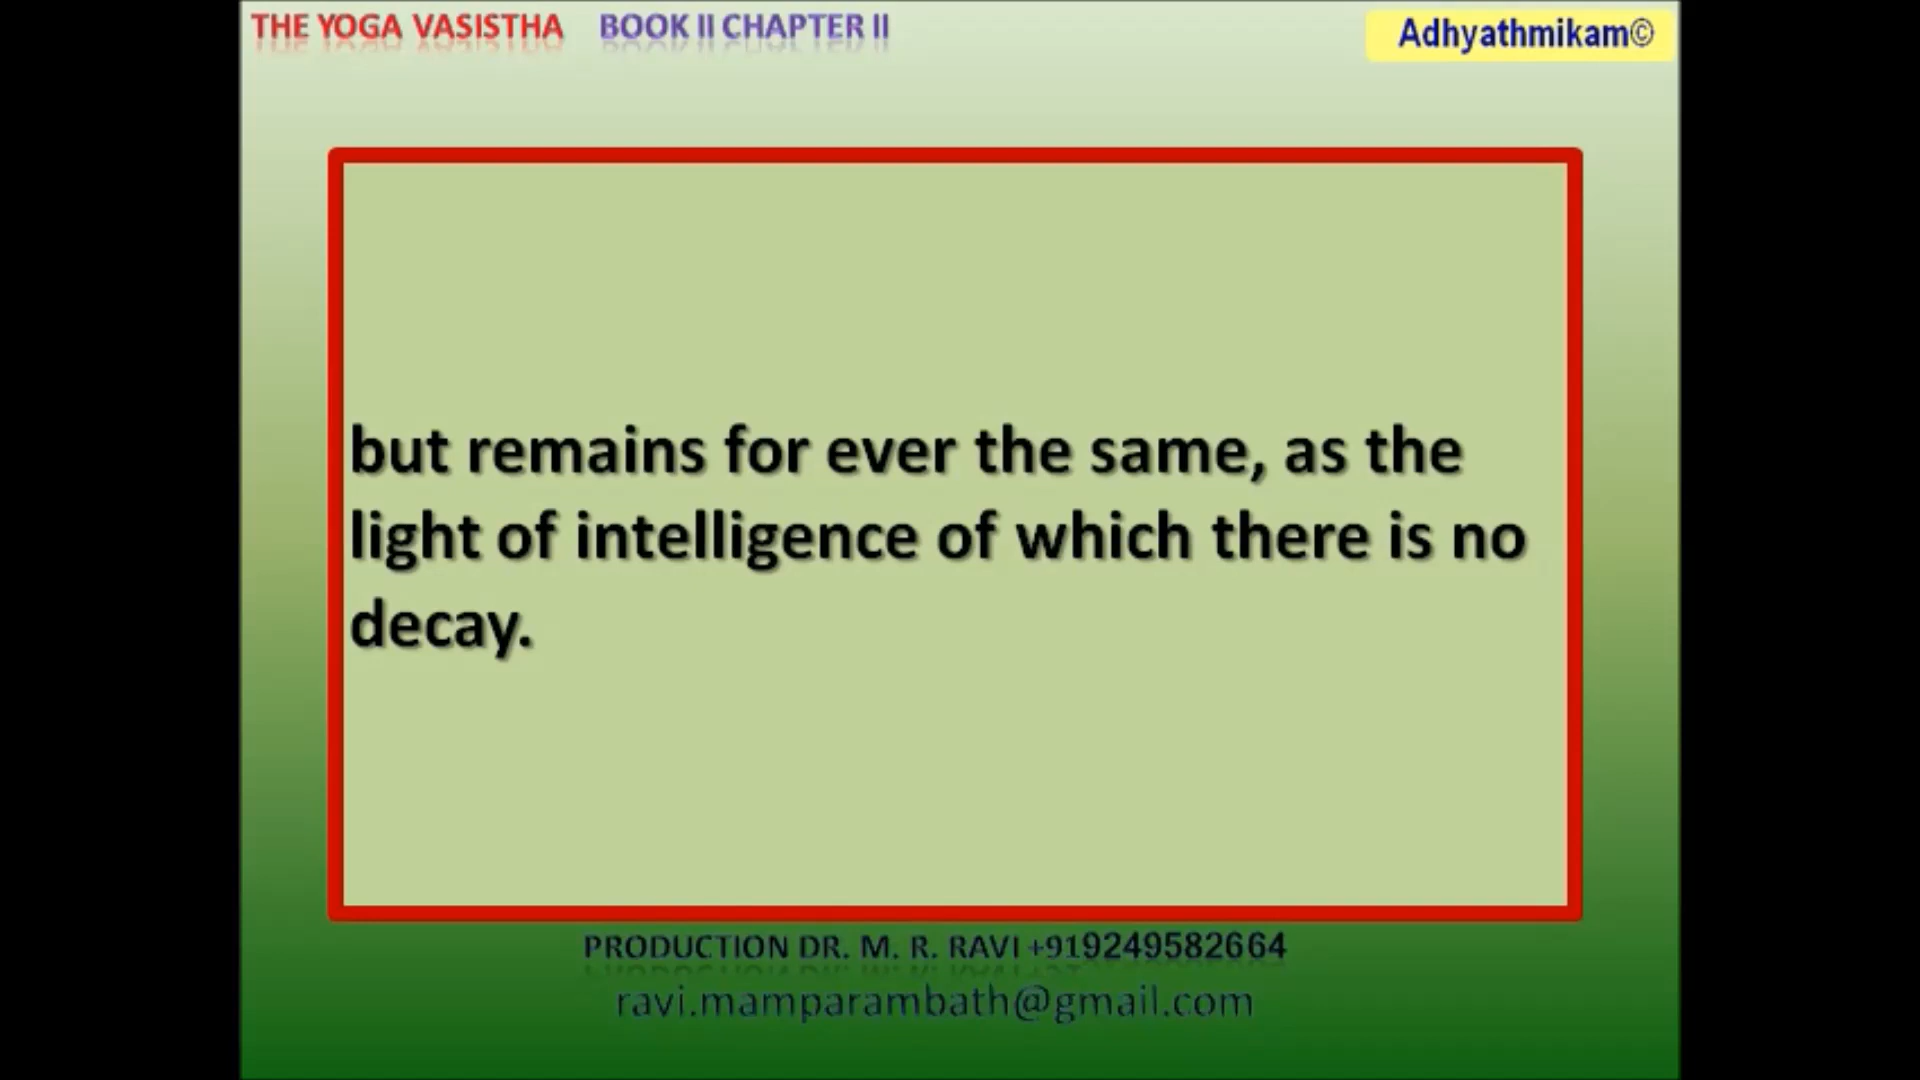 THE YOGA VASISTHA BOOK II CHAPTER II
Adhyathmikam©
but remains for ever the same, as the
light of intelligence of which there is no
decay.
PRODUCTION DR. M. R. RAVI +919249582664
ravi.mamparambath@gmail.com